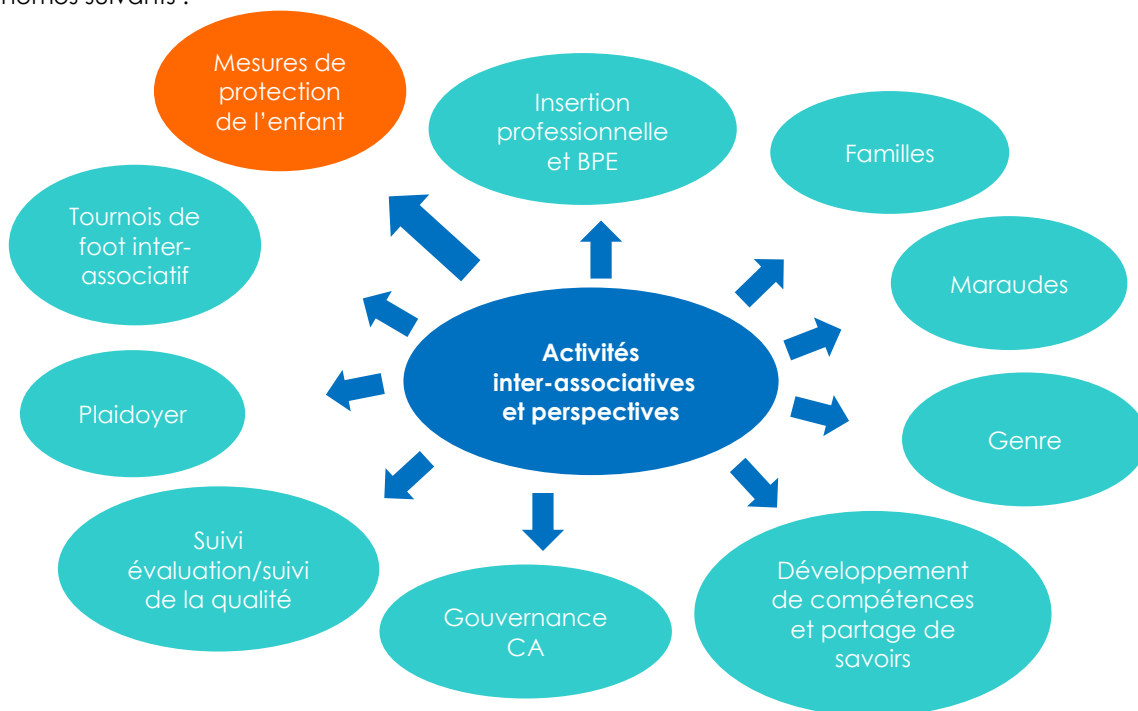 Mesures de
protection
de l'enfant
Insertion
professionnelle
et BPE
Familles
Tournois de
foot inter-
associatif
Maraudes
Activités
inter-associatives
et perspectives
Plaidoyer
Genre
Suivi
évaluation/suivi
de la qualité
Gouvernance
CA
Développement
de compétences
et partage de
savoirs